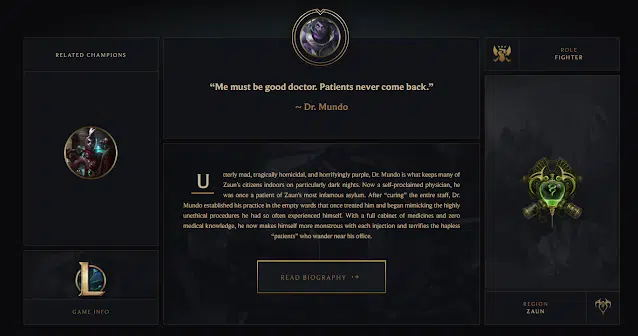 RELATED CHAMPIONS
GAME INFO
“Me must be good doctor. Patients never come back.”
~ Dr. Mundo
Utterly mad, tragically homicidal, and horrifyingly purple, Dr. Mundo is what keeps many of
Zaun's citizens indoors on particularly dark nights. Now a self-proclaimed physician, he
was once a patient of Zaun's most infamous asylum. After “curing” the entire staff, Dr.
Mundo established his practice in the empty wards that once treated him and began mimicking the highly
unethical procedures he had so often experienced himself. With a full cabinet of medicines and zero
medical knowledge, he now makes himself more monstrous with each injection and terrifies the hapless
“patients” who wander near his office.
READ BIOGRAPHY
ROLE
FIGHTER
REGION
ZAUN